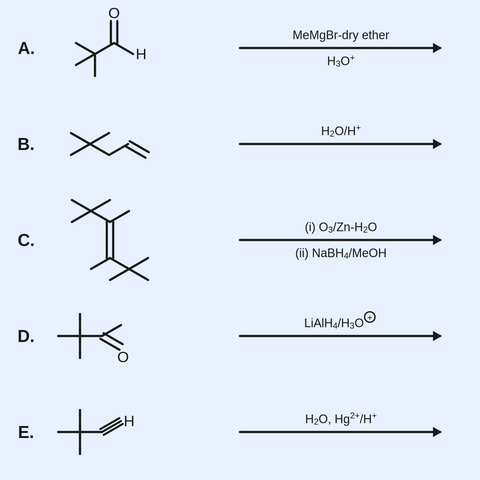 O
A.
H
MeMgBr-dry ether
H₃O⁺
B.
H₂O/H⁺
C.
(i) O₃/Zn-H₂O
(ii) NaBH₄/MeOH
D.
O
LiAlH₄/H₃O⊕
E.
H
H₂O, Hg²⁺/H⁺